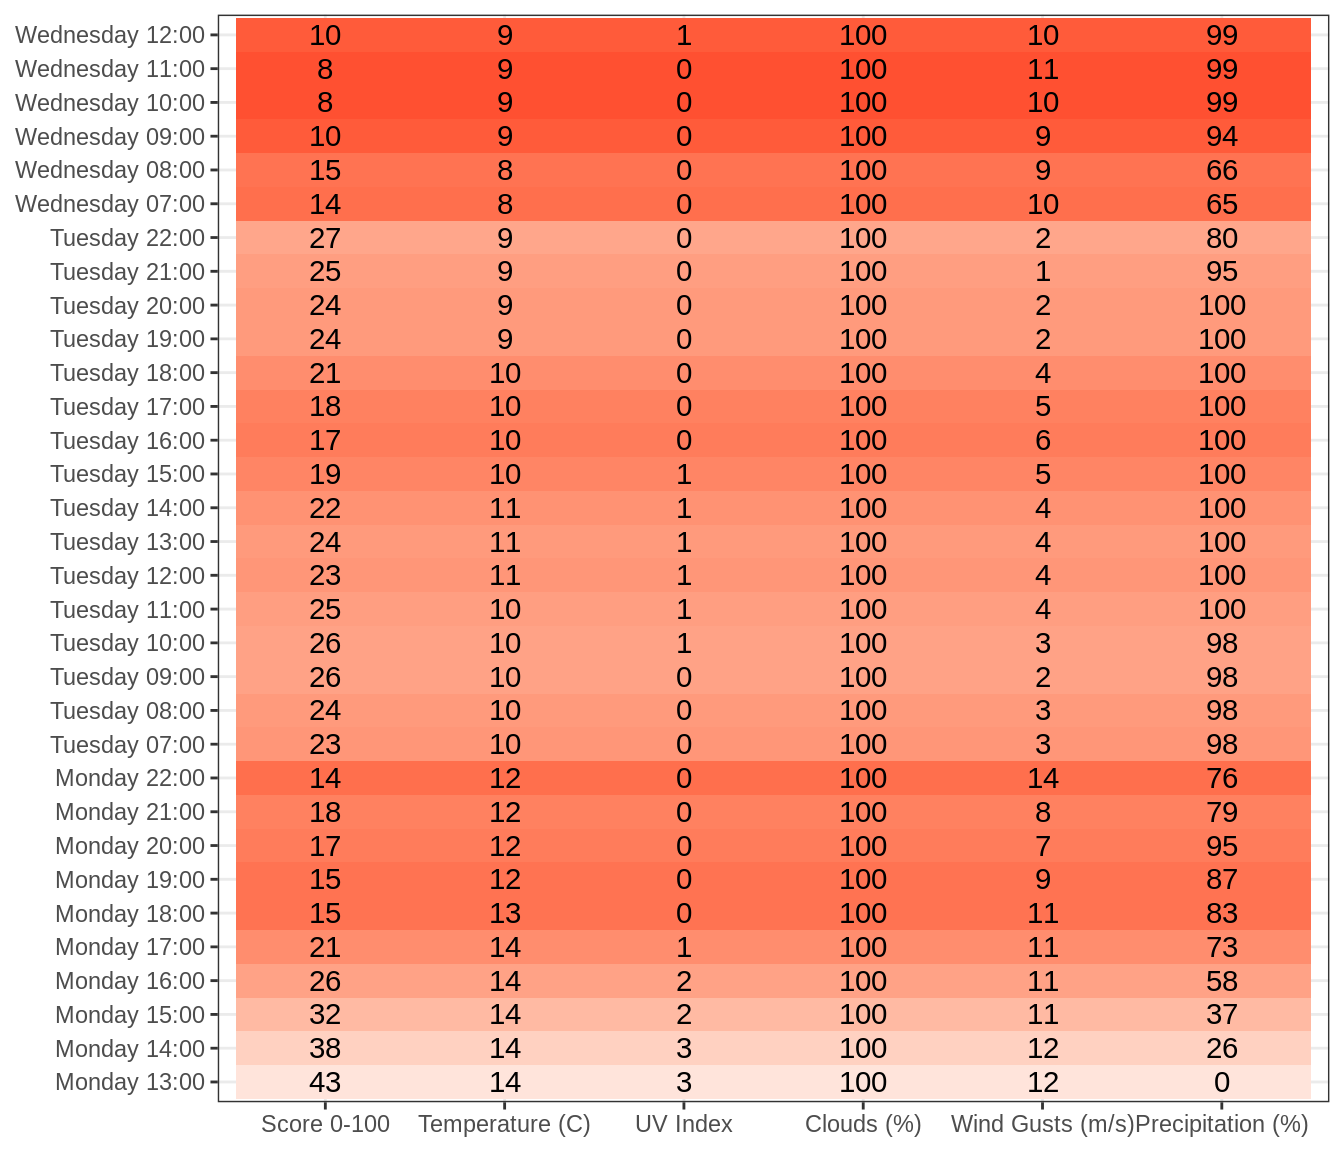 Wednesday 12:00 10 9 1 100 10 99
Wednesday 11:00 8 9 0 100 11 99
Wednesday 10:00 8 9 0 100 10 99
Wednesday 09:00 10 9 0 100 9 94
Wednesday 08:00 15 8 0 100 9 66
Wednesday 07:00 14 8 0 100 10 65
Tuesday 22:00 27 9 0 100 2 80
Tuesday 21:00 25 9 0 100 1 95
Tuesday 20:00 24 9 0 100 2 100
Tuesday 19:00 24 9 0 100 2 100
Tuesday 18:00 21 10 0 100 4 100
Tuesday 17:00 18 10 0 100 5 100
Tuesday 16:00 17 10 0 100 6 100
Tuesday 15:00 19 10 1 100 5 100
Tuesday 14:00 22 11 1 100 4 100
Tuesday 13:00 24 11 1 100 4 100
Tuesday 12:00 23 11 1 100 4 100
Tuesday 11:00 25 10 1 100 4 100
Tuesday 10:00 26 10 1 100 3 98
Tuesday 09:00 26 10 0 100 2 98
Tuesday 08:00 24 10 0 100 3 98
Tuesday 07:00 23 10 0 100 3 98
Monday 22:00 14 12 0 100 14 76
Monday 21:00 18 12 0 100 8 79
Monday 20:00 17 12 0 100 7 95
Monday 19:00 15 12 0 100 9 87
Monday 18:00 15 13 0 100 11 83
Monday 17:00 21 14 1 100 11 73
Monday 16:00 26 14 2 100 11 58
Monday 15:00 32 14 2 100 11 37
Monday 14:00 38 14 3 100 12 26
Monday 13:00 43 14 3 100 12 0
Score 0-100 Temperature (C) UV Index Clouds (%) Wind Gusts (m/s) Precipitation (%)